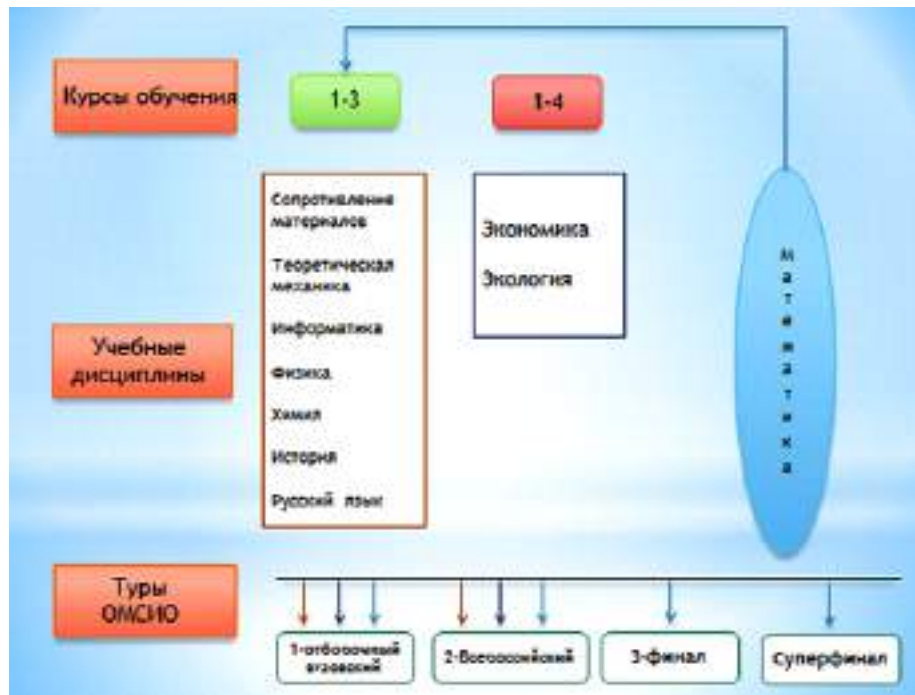 Курсы обучения
1-3
1-4
Сопротивление
материалов
Теоретическая
механика
Информатика
Физика
Химия
История
Русский язык
Экономика
Экология
математика
Учебные
дисциплины
Туры
ОМСИО
1-отборочный
вузовский
2-Всероссийский
3-финал
Суперфинал